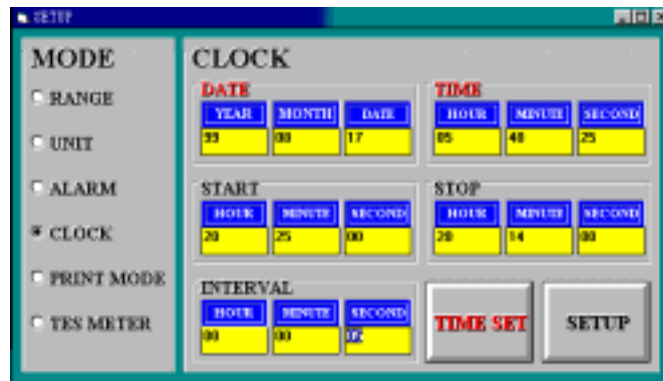 SETUP
MODE
RANGE
UNIT
ALARM
CLOCK
PRINT MODE
TES METER
CLOCK
DATE
YEAR MONTH DATE
99 08 17
TIME
HOUR MINUTE SECOND
05 48 25
START
HOUR MINUTE SECOND
20 25 00
STOP
HOUR MINUTE SECOND
20 14 00
INTERVAL
HOUR MINUTE SECOND
00 00
TIME SET
SETUP